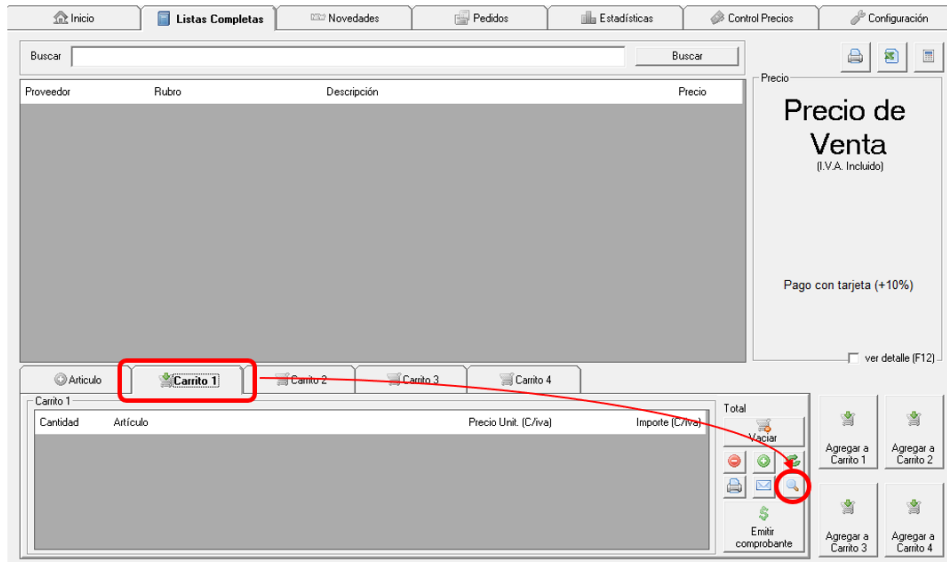 Inicio
Listas Completas
Novedades
Pedidos
Estadísticas
Control Precios
Configuración
Buscar
Buscar
Proveedor
Rubro
Descripción
Precio
Precio
Precio de
Venta
(I.V.A. Incluido)
Pago con tarjeta (+10%)
ver detalle (F12)
Articulo
Carrito 1
Carrito 2
Carrito 3
Carrito 4
Carrito 1
Cantidad
Artículo
Precio Unit. (C/iva)
Importe (C/iva)
Total
Vaciar
Emitir
comprobante
Agregar a
Carrito 1
Agregar a
Carrito 2
Agregar a
Carrito 3
Agregar a
Carrito 4